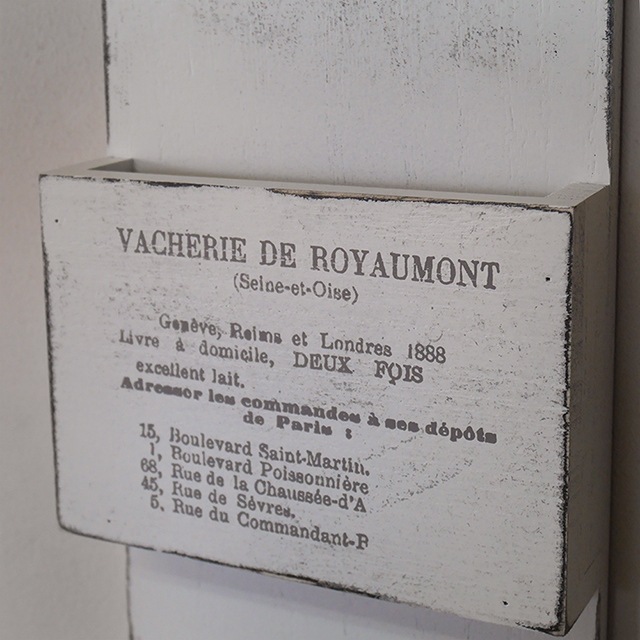 VACHERIE DE ROYAUMONT
(Seine-et-Oise)
Genève, Reims et Londres 1888
Livre à domicile, DEUX FOIS
excellent lait.
Adresser les commandes à ses dépôts
de Paris :
15, Boulevard Saint-Martin.
1, Boulevard Poissonnière
68, Rue de la Chaussée-d'A
45, Rue de Sèvres.
5. Rue du Commandant-R